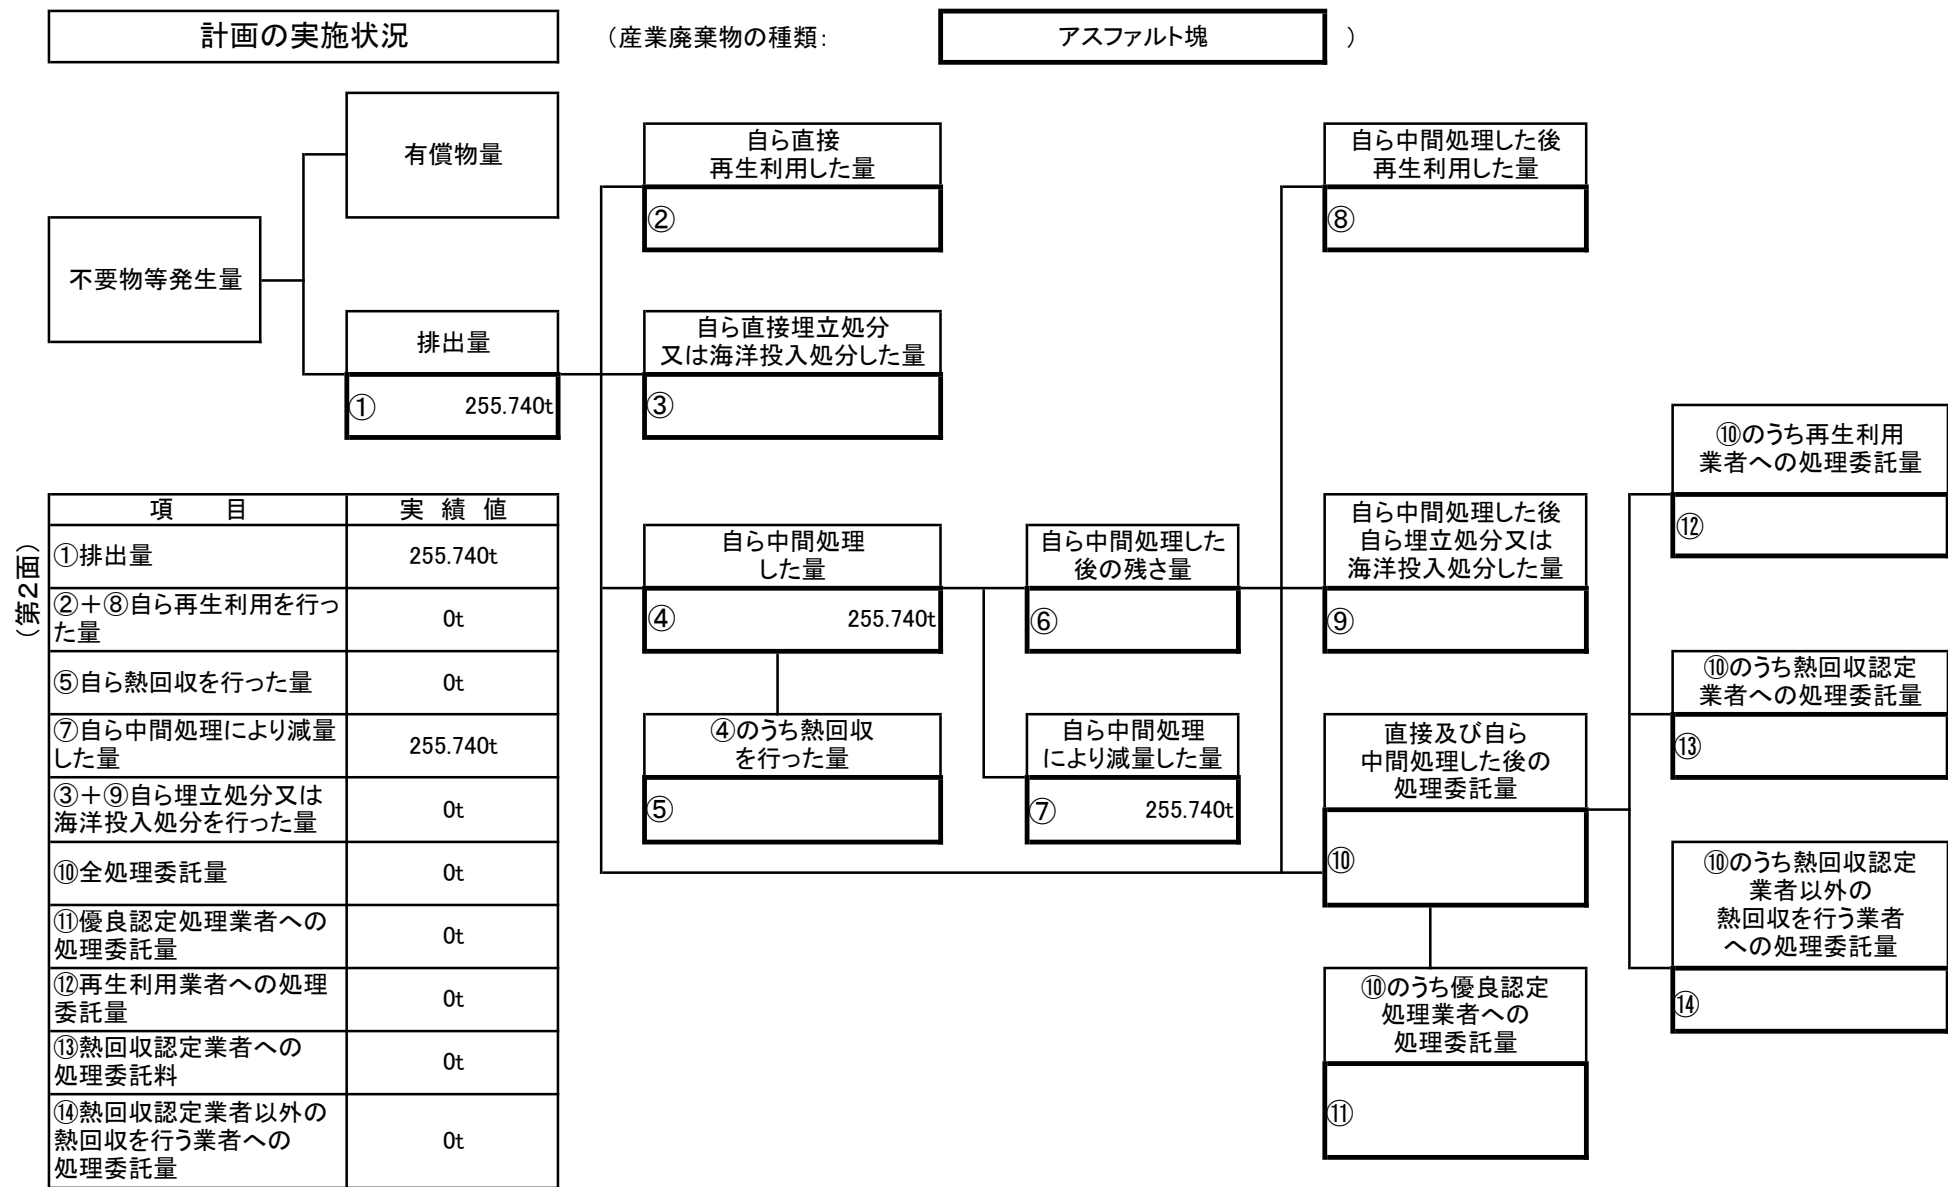 計画の実施状況
（産業廃棄物の種類：
アスファルト塊
）
有償物量
不要物等発生量
排出量
① 255.740t
自ら直接
再生利用した量
②
自ら直接埋立処分
又は海洋投入処分した量
③
自ら中間処理した後
再生利用した量
⑧
（第2面）
項　目 実 績 値
①排出量 255.740t
②＋⑧自ら再生利用を行っ
た量
0t
⑤自ら熱回収を行った量 0t
⑦自ら中間処理により減量
した量
255.740t
③＋⑨自ら埋立処分又は
海洋投入処分を行った量
0t
⑩全処理委託量 0t
⑪優良認定処理業者への
処理委託量
0t
⑫再生利用業者への処理
委託量
0t
⑬熱回収認定業者への
処理委託料
0t
⑭熱回収認定業者以外の
熱回収を行う業者への
処理委託量
0t
自ら中間処理
した量
④ 255.740t
④のうち熱回収
を行った量
⑤
自ら中間処理した
後の残さ量
⑥
自ら中間処理
により減量した量
⑦ 255.740t
自ら中間処理した後
自ら埋立処分又は
海洋投入処分した量
⑨
直接及び自ら
中間処理した後の
処理委託量
⑩
⑩のうち優良認定
処理業者への
処理委託量
⑪
⑩のうち再生利用
業者への処理委託量
⑫
⑩のうち熱回収認定
業者への処理委託量
⑬
⑩のうち熱回収認定
業者以外の
熱回収を行う業者
への処理委託量
⑭